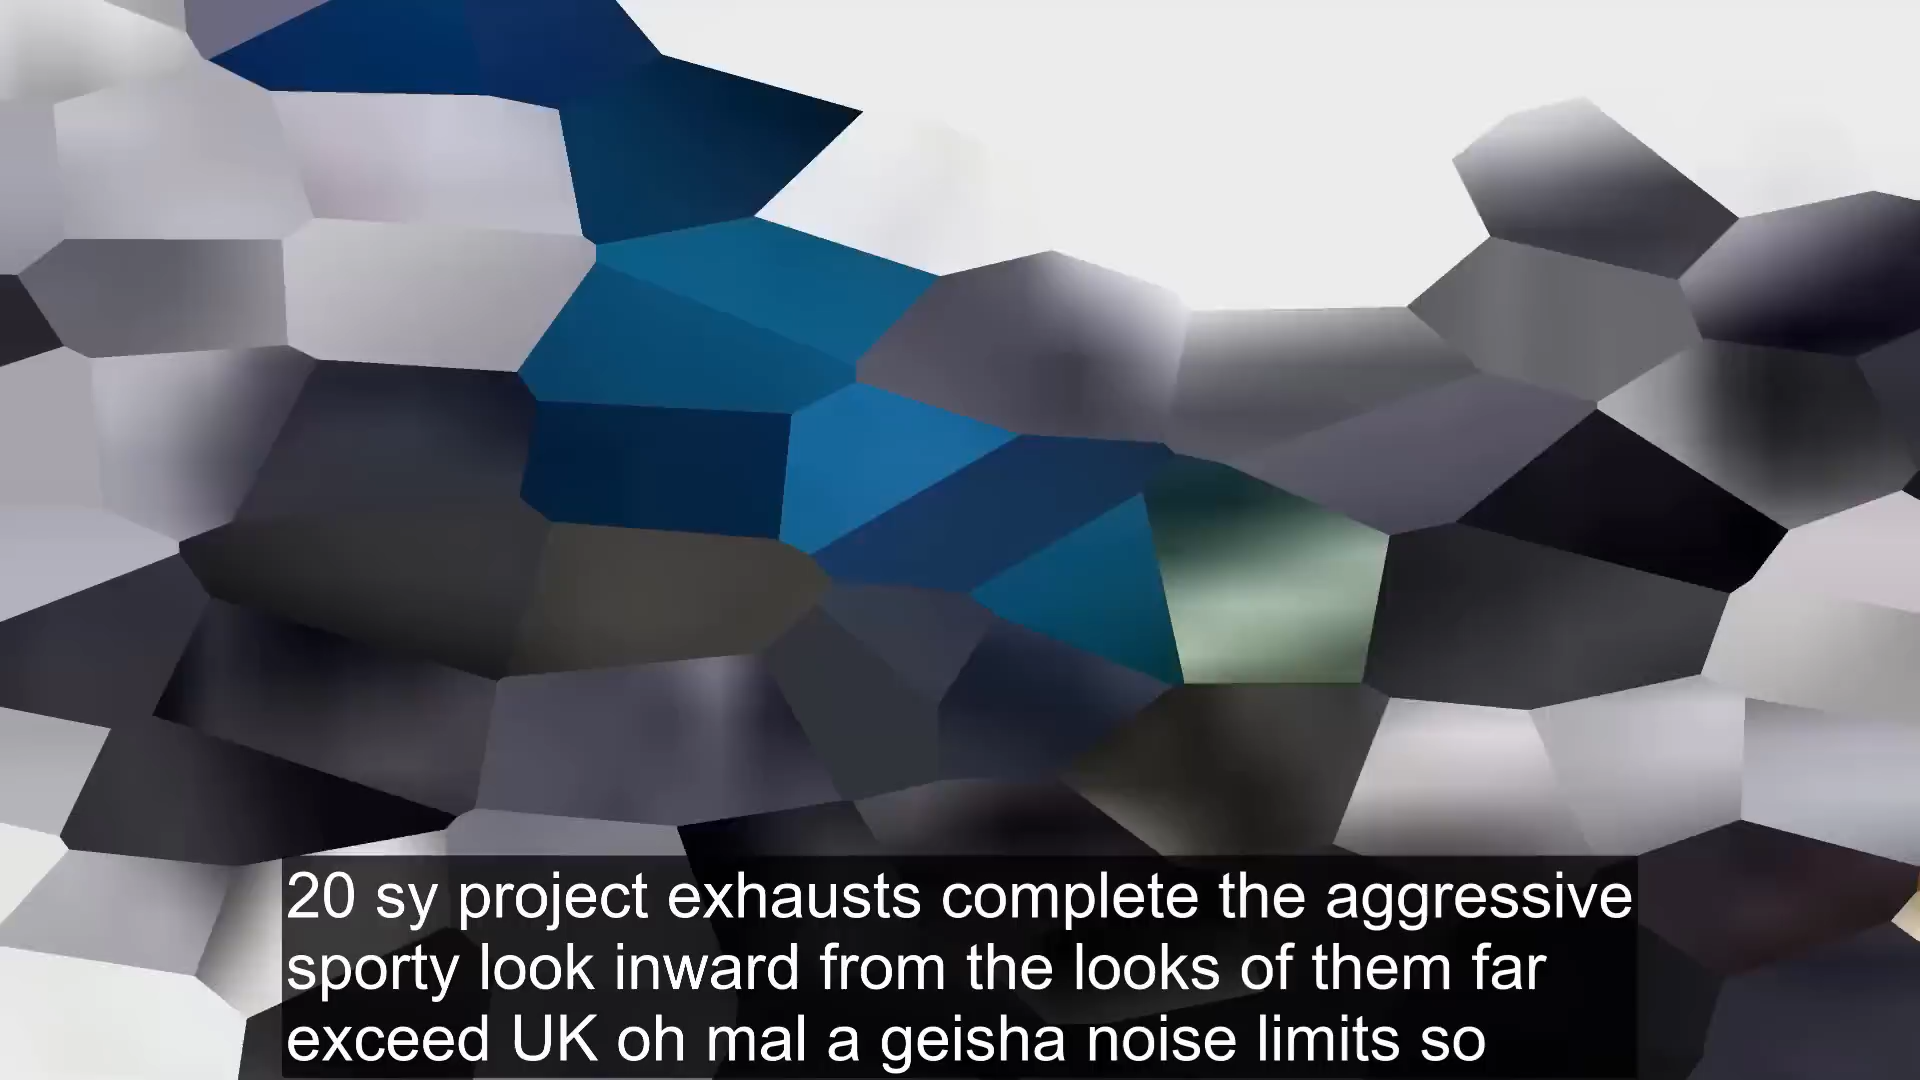 20 sy project exhausts complete the aggressive
sporty look inward from the looks of them far
exceed UK oh mal a geisha noise limits so